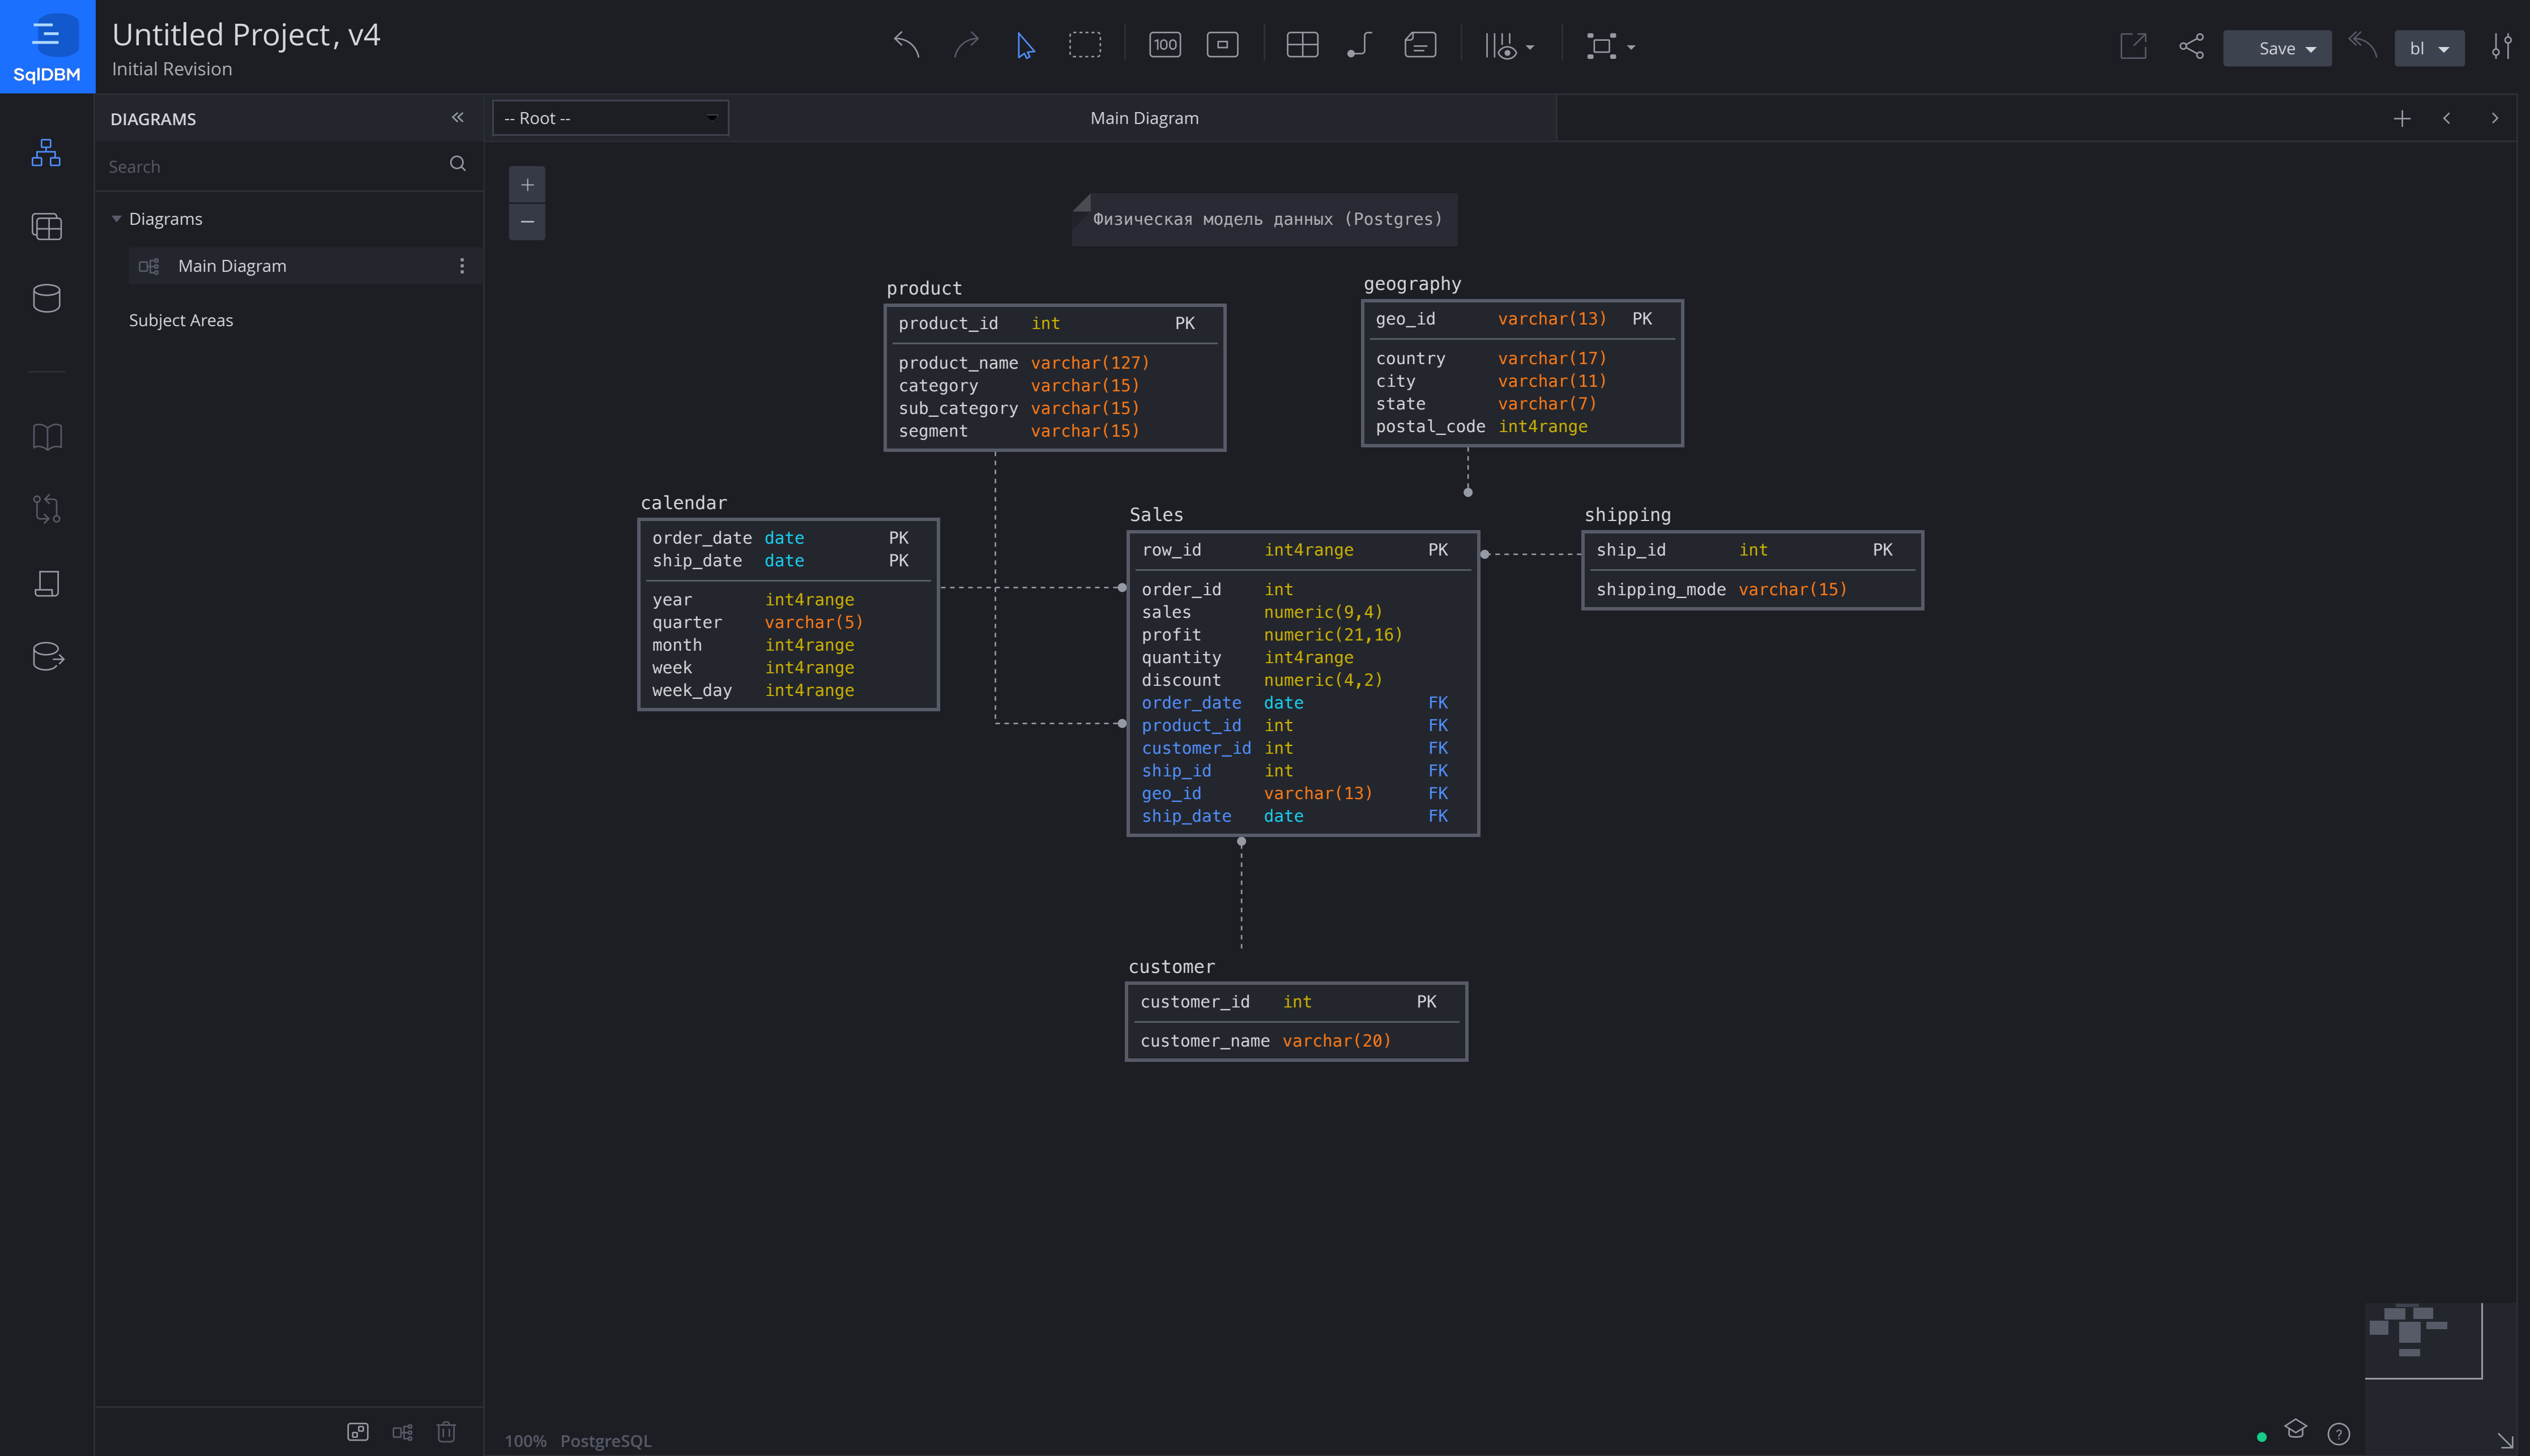 SqlDBM
Untitled Project, v4
Initial Revision
100
Save
bl
DIAGRAMS
Search
Diagrams
Main Diagram
Subject Areas
-- Root --
Main Diagram
+
−
Физическая модель данных (Postgres)
product
product_id int PK
product_name varchar(127)
category varchar(15)
sub_category varchar(15)
segment varchar(15)
geography
geo_id varchar(13) PK
country varchar(17)
city varchar(11)
state varchar(7)
postal_code int4range
calendar
order_date date PK
ship_date date PK
year int4range
quarter varchar(5)
month int4range
week int4range
week_day int4range
Sales
row_id int4range PK
order_id int
sales numeric(9,4)
profit numeric(21,16)
quantity int4range
discount numeric(4,2)
order_date date FK
product_id int FK
customer_id int FK
ship_id int FK
geo_id varchar(13) FK
ship_date date FK
shipping
ship_id int PK
shipping_mode varchar(15)
customer
customer_id int PK
customer_name varchar(20)
100% PostgreSQL
?